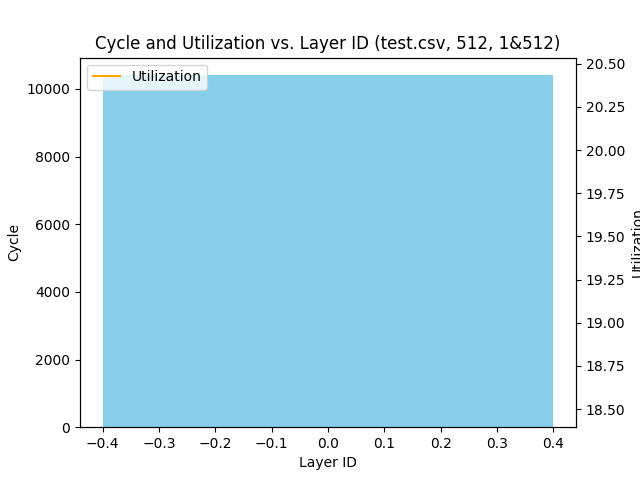 Cycle and Utilization vs. Layer ID (test.csv, 512, 1&512)
Utilization
10000
8000
6000
4000
2000
0
Cycle
20.50
20.25
20.00
19.75
19.50
19.25
19.00
18.75
18.50
Utilization
−0.4 −0.3 −0.2 −0.1 0.0 0.1 0.2 0.3 0.4
Layer ID